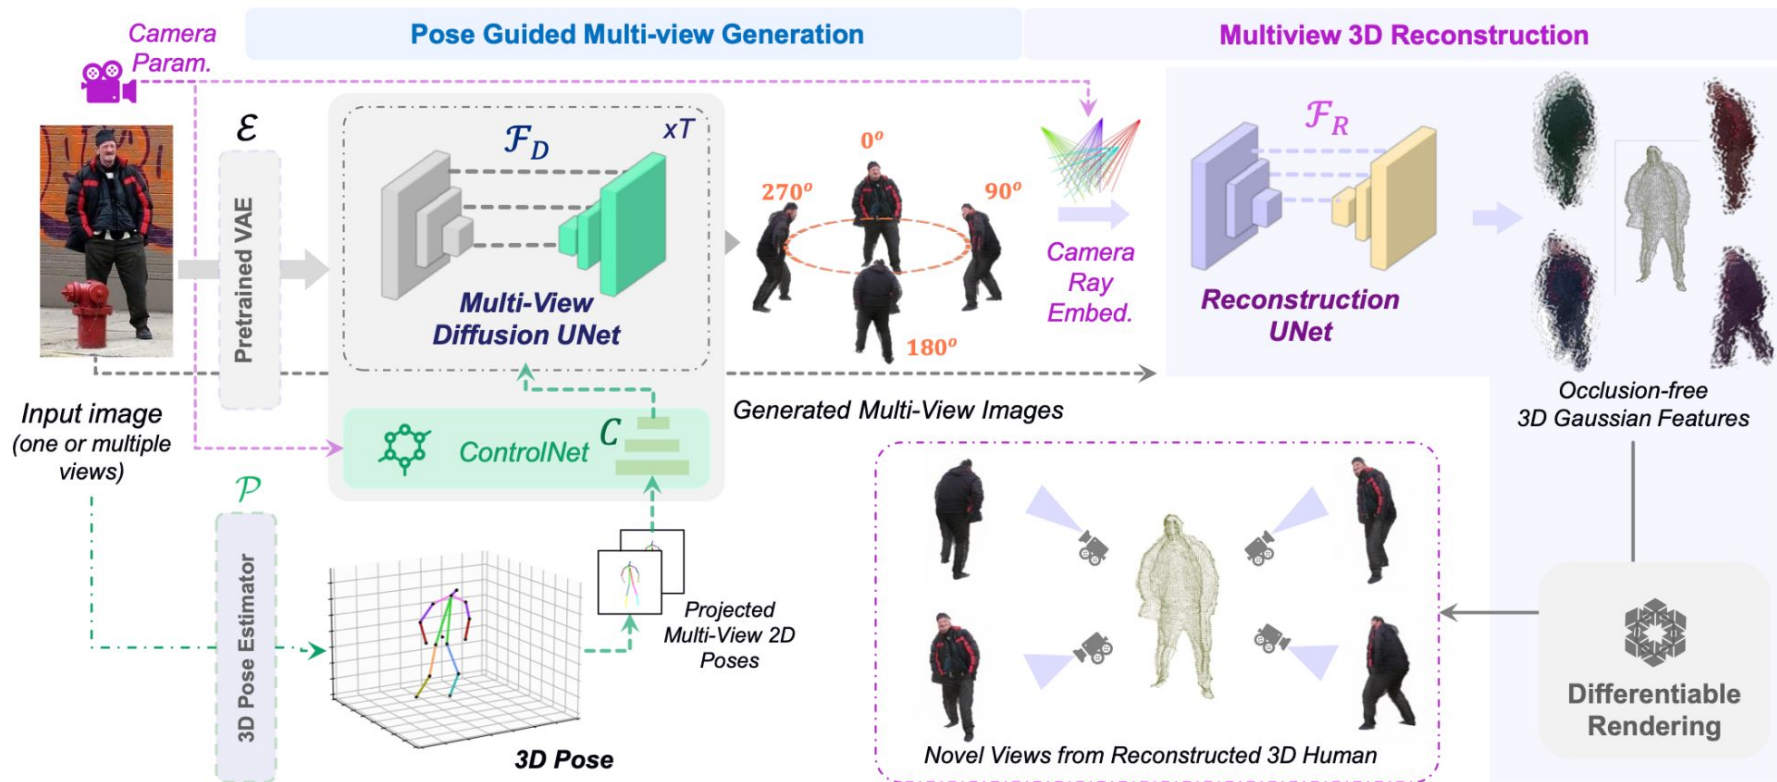 Pose Guided Multi-view Generation
Multiview 3D Reconstruction
Camera
Param.
ℰ
Pretrained VAE
ℱ_D
xT
Multi-View
Diffusion UNet
0°
90°
180°
270°
Camera
Ray
Embed.
ℱ_R
Reconstruction
UNet
Occlusion-free
3D Gaussian Features
Input image
(one or multiple
views)
ControlNet
C
Generated Multi-View Images
𝒫
3D Pose Estimator
3D Pose
Projected
Multi-View 2D
Poses
Novel Views from Reconstructed 3D Human
Differentiable
Rendering